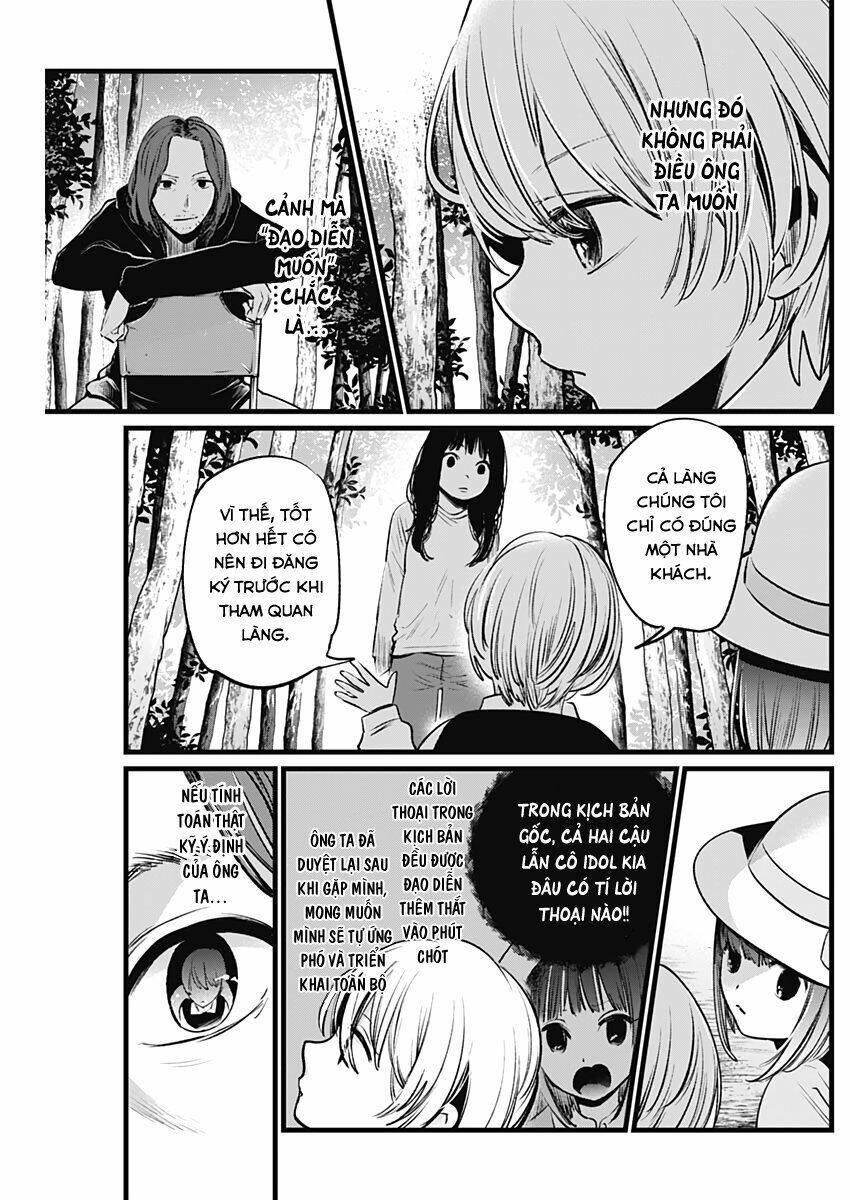 NHƯNG ĐÓ
KHÔNG PHẢI
ĐIỀU ÔNG
TA MUỐN
CẢNH MÀ
"ĐẠO DIỄN
MUỐN"
CHẮC
LÀ...
CẢ LÀNG
CHÚNG TÔI
CHỈ CÓ ĐÚNG
MỘT NHÀ
KHÁCH.
VÌ THẾ, TỐT
HƠN HẾT CÔ
NÊN ĐI ĐĂNG
KÝ TRƯỚC KHI
THAM QUAN
LÀNG.
TRONG KỊCH BẢN
GỐC, CẢ HAI CẬU
LẪN CÔ IDOL KIA
ĐÂU CÓ TÍ LỜI
THOẠI NÀO!!
CÁC LỜI
THOẠI TRONG
KỊCH BẢN
ĐỀU ĐƯỢC
ĐẠO DIỄN
THÊM THẮT
VÀO PHÚT
CHÓT
ÔNG TA ĐÃ
DUYỆT LẠI SAU
KHI GẶP MÌNH,
MONG MUỐN
MÌNH SẼ TỰ ỨNG
PHÓ VÀ TRIỂN
KHAI TOÀN BỘ
NẾU TÍNH
TOÁN THẬT
KỸ Ý ĐỊNH
CỦA ÔNG
TA...